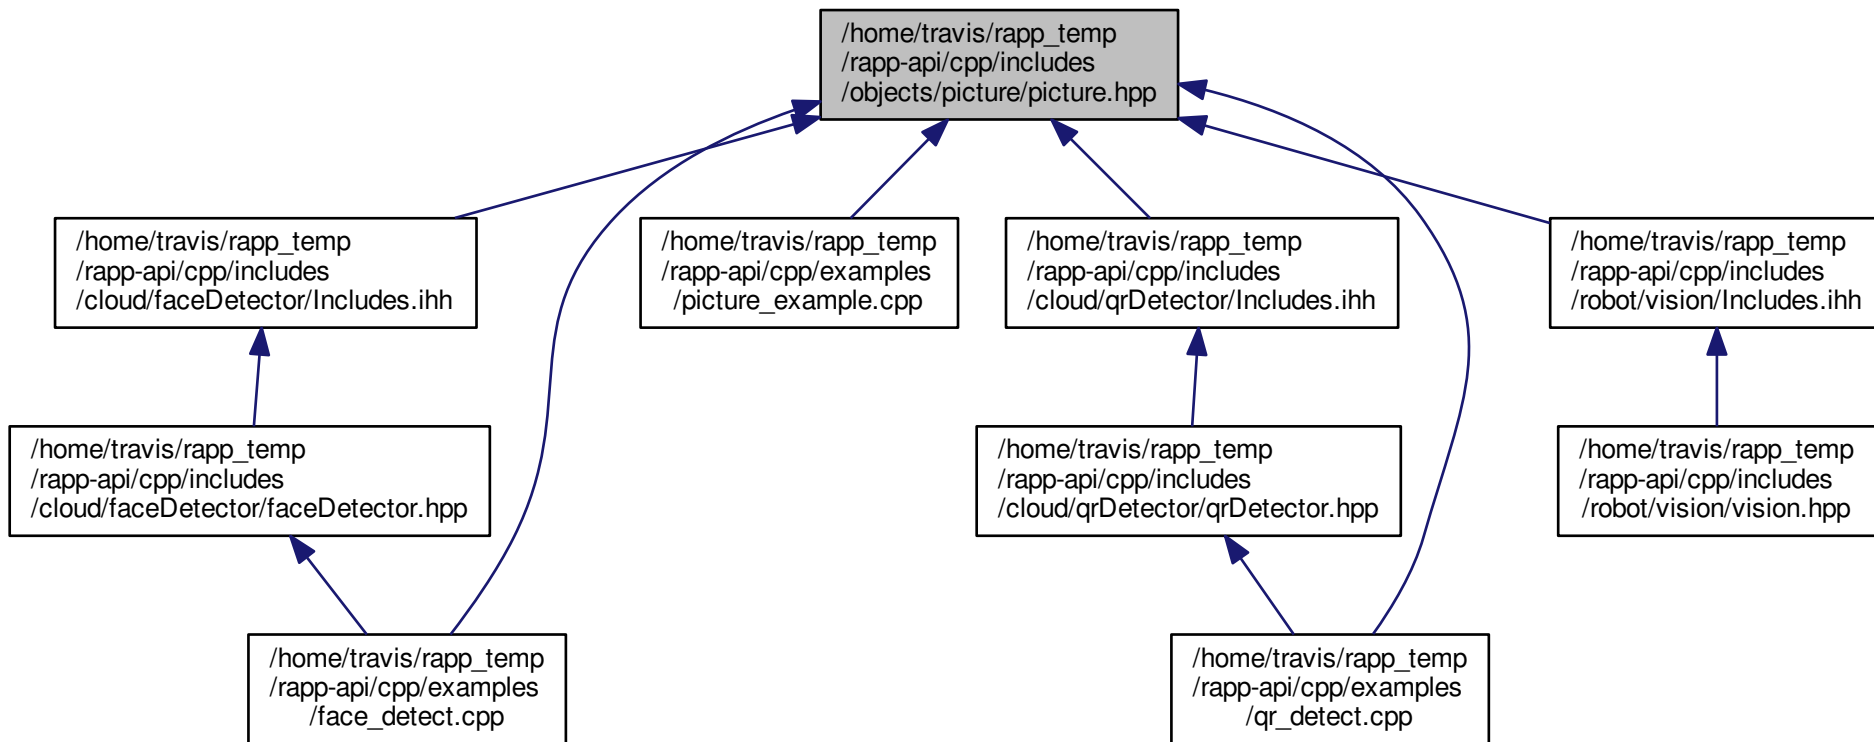 /home/travis/rapp_temp
/rapp-api/cpp/includes
/objects/picture/picture.hpp
/home/travis/rapp_temp
/rapp-api/cpp/includes
/cloud/faceDetector/Includes.ihh
/home/travis/rapp_temp
/rapp-api/cpp/examples
/picture_example.cpp
/home/travis/rapp_temp
/rapp-api/cpp/includes
/cloud/qrDetector/Includes.ihh
/home/travis/rapp_temp
/rapp-api/cpp/includes
/robot/vision/Includes.ihh
/home/travis/rapp_temp
/rapp-api/cpp/includes
/cloud/faceDetector/faceDetector.hpp
/home/travis/rapp_temp
/rapp-api/cpp/includes
/cloud/qrDetector/qrDetector.hpp
/home/travis/rapp_temp
/rapp-api/cpp/includes
/robot/vision/vision.hpp
/home/travis/rapp_temp
/rapp-api/cpp/examples
/face_detect.cpp
/home/travis/rapp_temp
/rapp-api/cpp/examples
/qr_detect.cpp